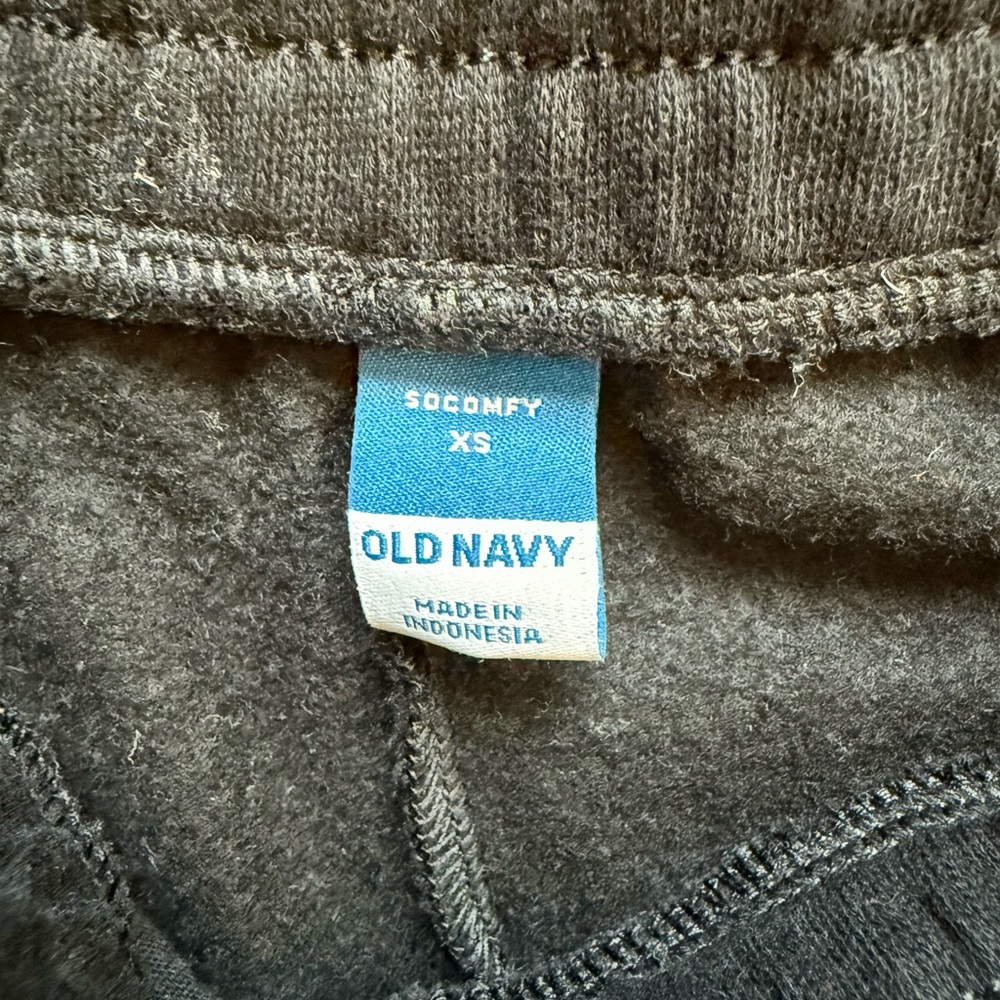 SOCOMFY
XS
OLD NAVY
MADE IN
INDONESIA